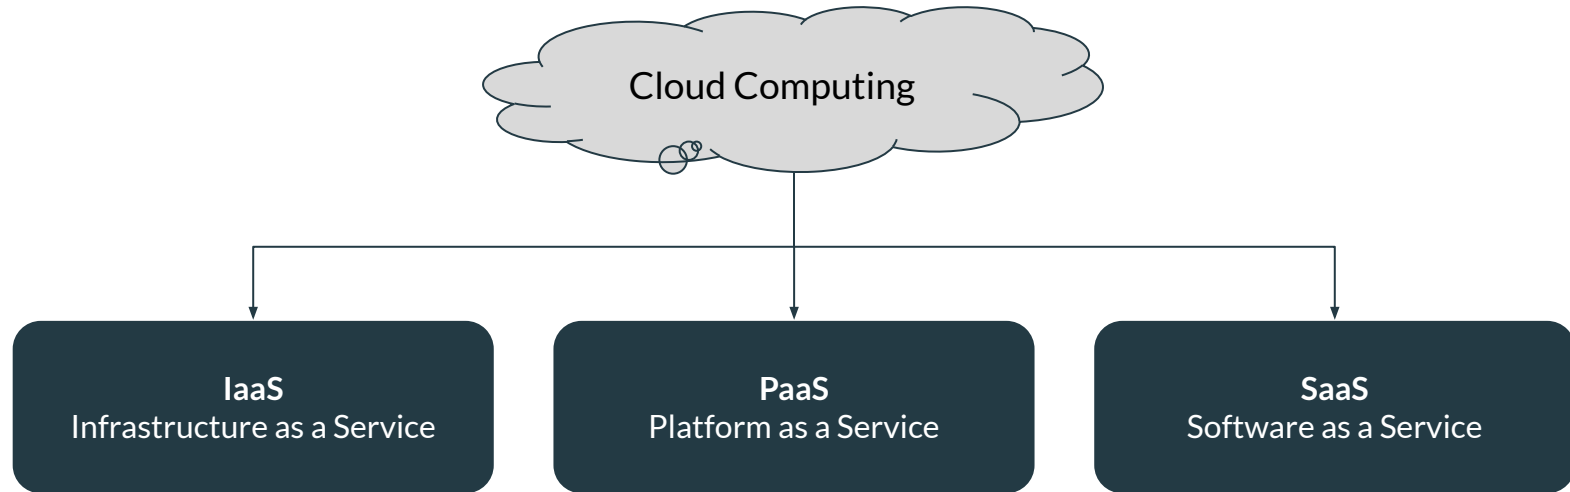 Cloud Computing
IaaS
Infrastructure as a Service
PaaS
Platform as a Service
SaaS
Software as a Service